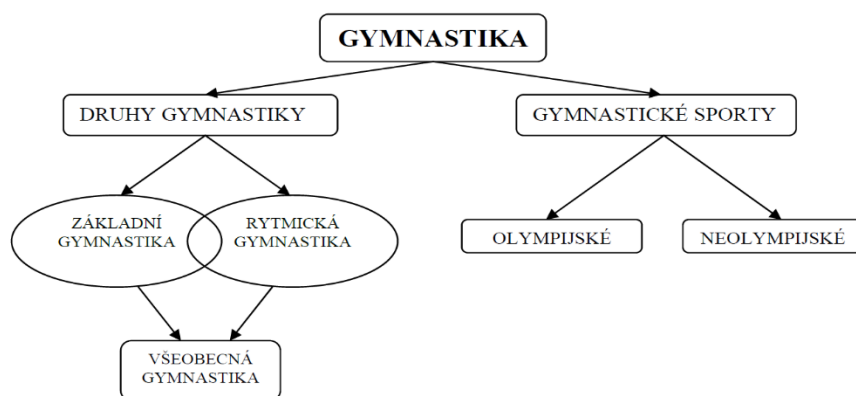 GYMNASTIKA
DRUHY GYMNASTIKY
GYMNASTICKÉ SPORTY
ZÁKLADNÍ
GYMNASTIKA
RYTMICKÁ
GYMNASTIKA
OLYMPIJSKÉ
NEOLYMPIJSKÉ
VŠEOBECNÁ
GYMNASTIKA